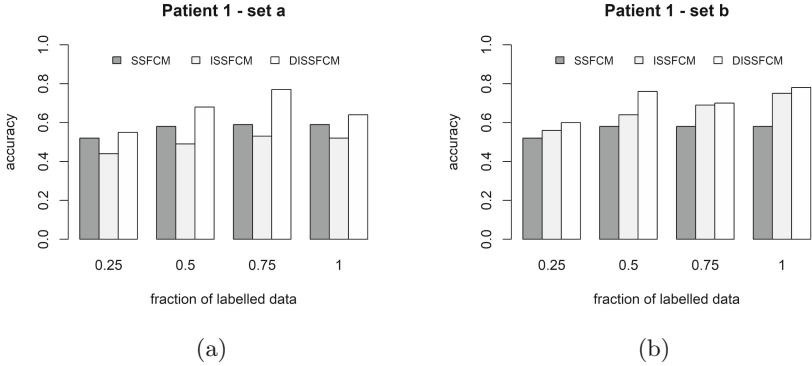 Patient 1 - set a
SSFCM ISSFCM DISSFCM
accuracy
1.0
0.8
0.6
0.4
0.2
0.0
0.25 0.5 0.75 1
fraction of labelled data
(a)
Patient 1 - set b
SSFCM ISSFCM DISSFCM
accuracy
1.0
0.8
0.6
0.4
0.2
0.0
0.25 0.5 0.75 1
fraction of labelled data
(b)